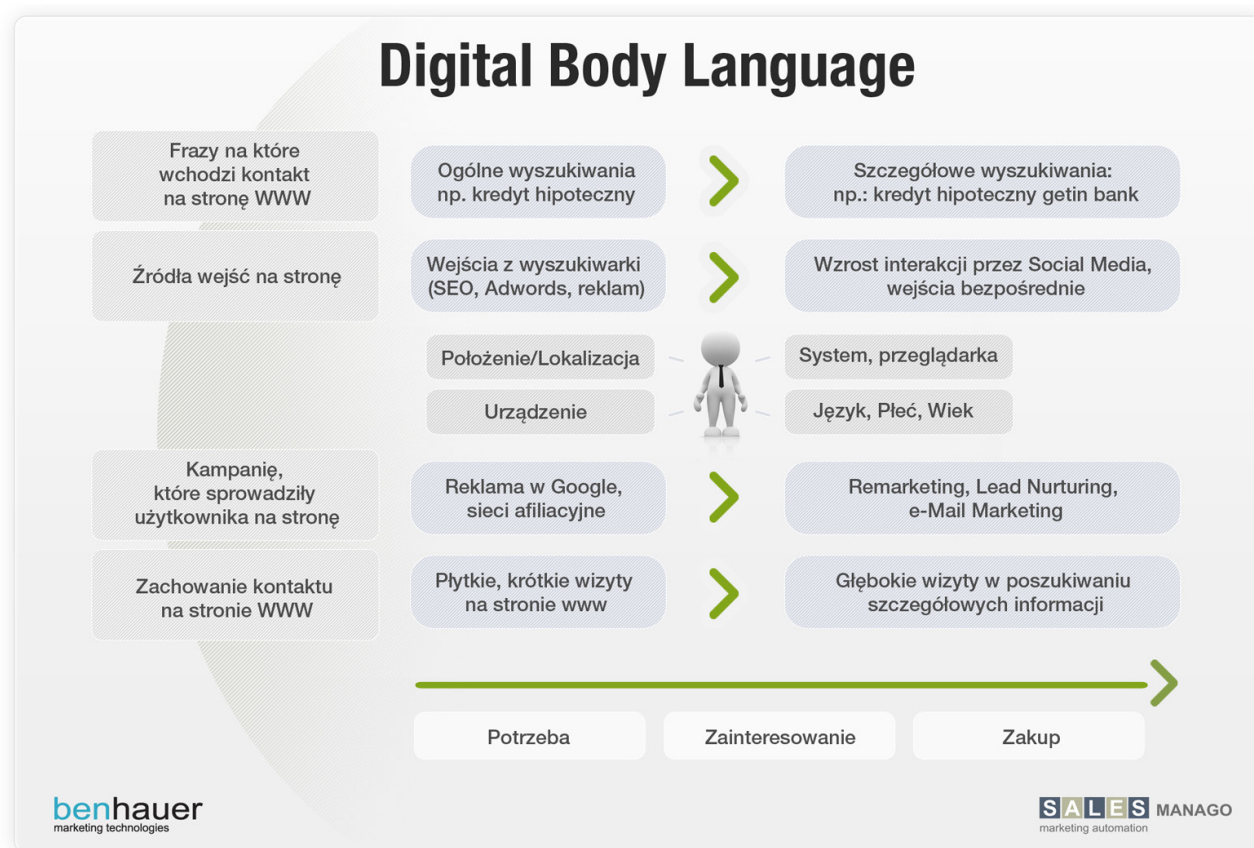 Digital Body Language
Frazy na które
wchodzi kontakt
na stronę WWW
Ogólne wyszukiwania
np. kredyt hipoteczny
Szczegółowe wyszukiwania:
np.: kredyt hipoteczny getin bank
Źródła wejść na stronę
Wejścia z wyszukiwarki
(SEO, Adwords, reklam)
Wzrost interakcji przez Social Media,
wejścia bezpośrednie
Położenie/Lokalizacja
System, przeglądarka
Urządzenie
Język, Płeć, Wiek
Kampanię,
które sprowadziły
użytkownika na stronę
Reklama w Google,
sieci afiliacyjne
Remarketing, Lead Nurturing,
e-Mail Marketing
Zachowanie kontaktu
na stronie WWW
Płytkie, krótkie wizyty
na stronie www
Głębokie wizyty w poszukiwaniu
szczegółowych informacji
Potrzeba
Zainteresowanie
Zakup
benhauer
marketing technologies
SALES MANAGO
marketing automation